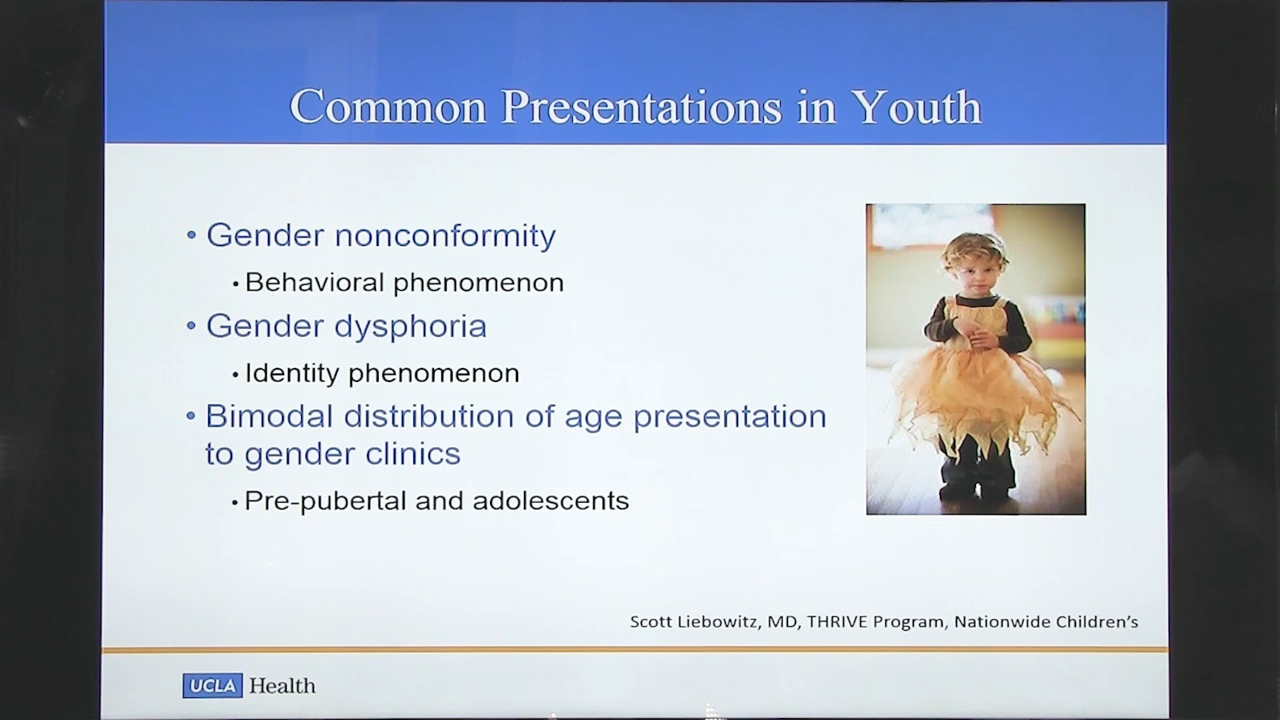 Common Presentations in Youth
• Gender nonconformity
• Behavioral phenomenon
• Gender dysphoria
• Identity phenomenon
• Bimodal distribution of age presentation
to gender clinics
• Pre-pubertal and adolescents
Scott Liebowitz, MD, THRIVE Program, Nationwide Children's
UCLA Health